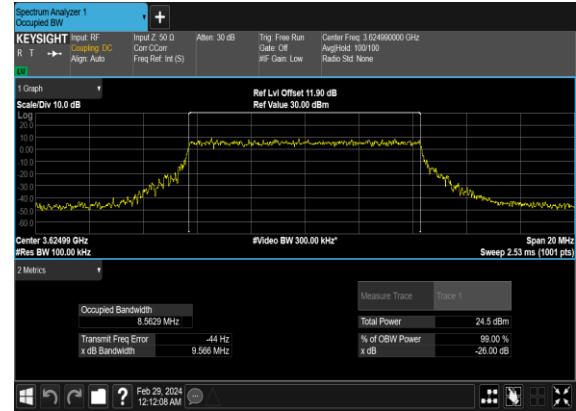 Spectrum Analyzer 1
Occupied BW
+
KEYSIGHT
R T
LV
Input: RF
Coupling: DC
Align: Auto
Input Z: 50 Ω
Corr CCorr
Freq Ref: Int (S)
Atten: 30 dB
Trig: Free Run
Gate: Off
#IF Gain: Low
Center Freq: 3.624990000 GHz
Avg|Hold: 100/100
Radio Std: None
1 Graph
Scale/Div 10.0 dB
Ref Lvl Offset 11.90 dB
Ref Value 30.00 dBm
Log
20.0
10.0
0.00
-10.0
-20.0
-30.0
-40.0
-50.0
-60.0
Center 3.62499 GHz
#Res BW 100.00 kHz
#Video BW 300.00 kHz*
Span 20 MHz
Sweep 2.53 ms (1001 pts)
2 Metrics
Measure Trace
Trace 1
Occupied Bandwidth
8.5629 MHz
Total Power
24.5 dBm
Transmit Freq Error
-44 Hz
% of OBW Power
99.00 %
x dB Bandwidth
9.566 MHz
x dB
-26.00 dB
?
Feb 29, 2024
12:12:08 AM